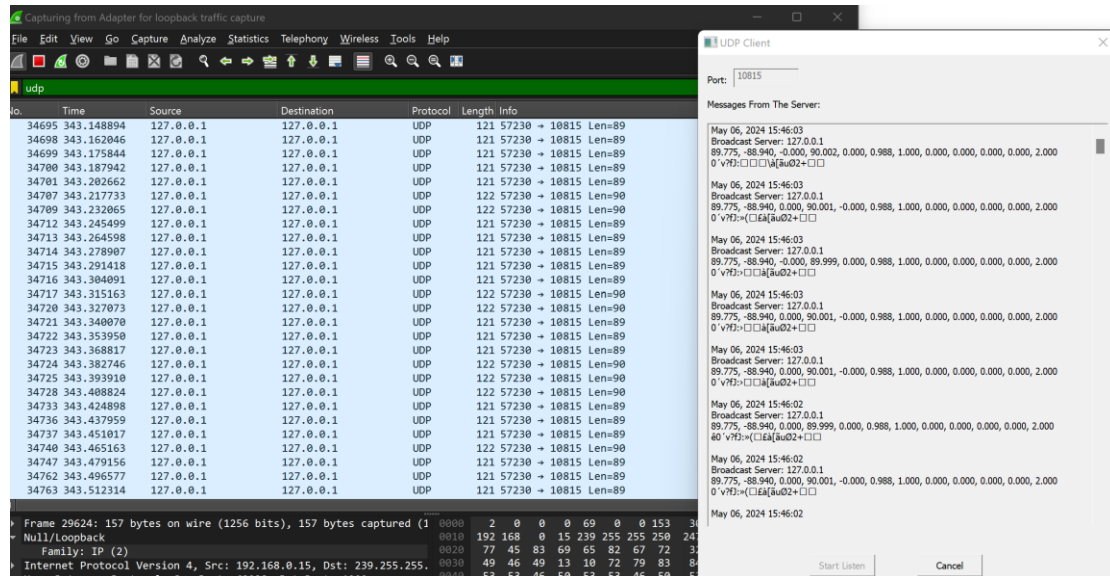 Capturing from Adapter for loopback traffic capture
File Edit View Go Capture Analyze Statistics Telephony Wireless Tools Help
udp
No. Time Source Destination Protocol Length Info
34695 343.148894 127.0.0.1 127.0.0.1 UDP 121 57230 → 10815 Len=89
34698 343.162046 127.0.0.1 127.0.0.1 UDP 121 57230 → 10815 Len=89
34699 343.175844 127.0.0.1 127.0.0.1 UDP 121 57230 → 10815 Len=89
34700 343.187942 127.0.0.1 127.0.0.1 UDP 121 57230 → 10815 Len=89
34701 343.202662 127.0.0.1 127.0.0.1 UDP 121 57230 → 10815 Len=89
34707 343.217733 127.0.0.1 127.0.0.1 UDP 122 57230 → 10815 Len=90
34709 343.232065 127.0.0.1 127.0.0.1 UDP 122 57230 → 10815 Len=90
34712 343.245499 127.0.0.1 127.0.0.1 UDP 121 57230 → 10815 Len=89
34713 343.264598 127.0.0.1 127.0.0.1 UDP 121 57230 → 10815 Len=89
34714 343.278907 127.0.0.1 127.0.0.1 UDP 121 57230 → 10815 Len=89
34715 343.291418 127.0.0.1 127.0.0.1 UDP 121 57230 → 10815 Len=89
34716 343.304091 127.0.0.1 127.0.0.1 UDP 121 57230 → 10815 Len=89
34717 343.315163 127.0.0.1 127.0.0.1 UDP 122 57230 → 10815 Len=90
34720 343.327073 127.0.0.1 127.0.0.1 UDP 122 57230 → 10815 Len=90
34721 343.340070 127.0.0.1 127.0.0.1 UDP 121 57230 → 10815 Len=89
34722 343.353950 127.0.0.1 127.0.0.1 UDP 121 57230 → 10815 Len=89
34723 343.368817 127.0.0.1 127.0.0.1 UDP 121 57230 → 10815 Len=89
34724 343.382746 127.0.0.1 127.0.0.1 UDP 122 57230 → 10815 Len=90
34725 343.393910 127.0.0.1 127.0.0.1 UDP 122 57230 → 10815 Len=90
34728 343.408824 127.0.0.1 127.0.0.1 UDP 122 57230 → 10815 Len=90
34733 343.424898 127.0.0.1 127.0.0.1 UDP 121 57230 → 10815 Len=89
34736 343.437959 127.0.0.1 127.0.0.1 UDP 121 57230 → 10815 Len=89
34737 343.451017 127.0.0.1 127.0.0.1 UDP 121 57230 → 10815 Len=89
34740 343.465163 127.0.0.1 127.0.0.1 UDP 122 57230 → 10815 Len=90
34747 343.479156 127.0.0.1 127.0.0.1 UDP 121 57230 → 10815 Len=89
34762 343.496577 127.0.0.1 127.0.0.1 UDP 121 57230 → 10815 Len=89
34763 343.512314 127.0.0.1 127.0.0.1 UDP 121 57230 → 10815 Len=89
Frame 29624: 157 bytes on wire (1256 bits), 157 bytes captured (1
Null/Loopback
Family: IP (2)
Internet Protocol Version 4, Src: 192.168.0.15, Dst: 239.255.255.
0000 2 0 0 0 69 0 0 153
0010 192 168 0 15 239 255 255 250
0020 77 45 83 69 65 82 67 72
0030 49 46 49 13 10 72 79 83
UDP Client
Port: 10815
Messages From The Server:
May 06, 2024 15:46:03
Broadcast Server: 127.0.0.1
89.775, -88.940, -0.000, 90.002, 0.000, 0.988, 1.000, 0.000, 0.000, 0.000, 0.000, 2.000
May 06, 2024 15:46:03
Broadcast Server: 127.0.0.1
89.775, -88.940, 0.000, 90.001, -0.000, 0.988, 1.000, 0.000, 0.000, 0.000, 0.000, 2.000
May 06, 2024 15:46:03
Broadcast Server: 127.0.0.1
89.775, -88.940, -0.000, 89.999, 0.000, 0.988, 1.000, 0.000, 0.000, 0.000, 0.000, 2.000
May 06, 2024 15:46:03
Broadcast Server: 127.0.0.1
89.775, -88.940, 0.000, 90.001, -0.000, 0.988, 1.000, 0.000, 0.000, 0.000, 0.000, 2.000
May 06, 2024 15:46:03
Broadcast Server: 127.0.0.1
89.775, -88.940, 0.000, 90.001, -0.000, 0.988, 1.000, 0.000, 0.000, 0.000, 0.000, 2.000
May 06, 2024 15:46:02
Broadcast Server: 127.0.0.1
89.775, -88.940, 0.000, 89.999, 0.000, 0.988, 1.000, 0.000, 0.000, 0.000, 0.000, 2.000
May 06, 2024 15:46:02
Broadcast Server: 127.0.0.1
89.775, -88.940, 0.000, 90.001, -0.000, 0.988, 1.000, 0.000, 0.000, 0.000, 0.000, 2.000
May 06, 2024 15:46:02
Start Listen
Cancel